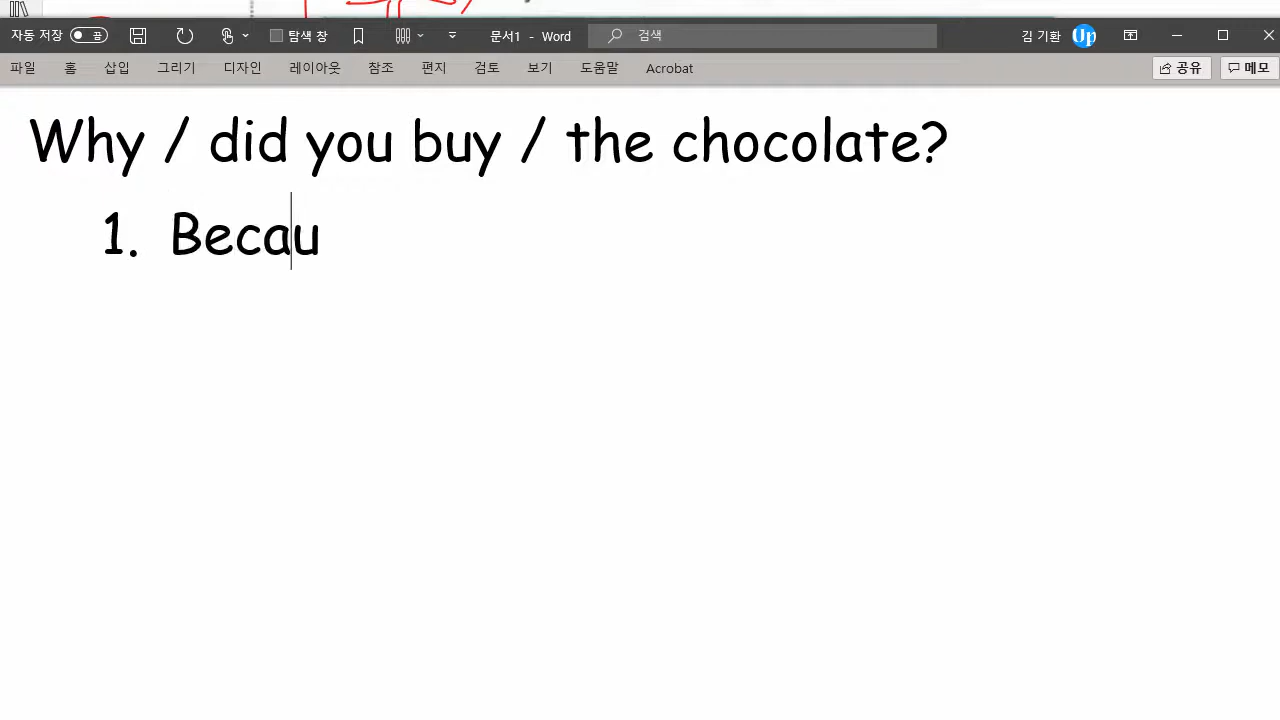 자동 저장 끔 탐색 창 문서1 - Word 검색 김 기환 Up
파일 홈 삽입 그리기 디자인 레이아웃 참조 편지 검토 보기 도움말 Acrobat 공유 메모
Why / did you buy / the chocolate?
1. Becau